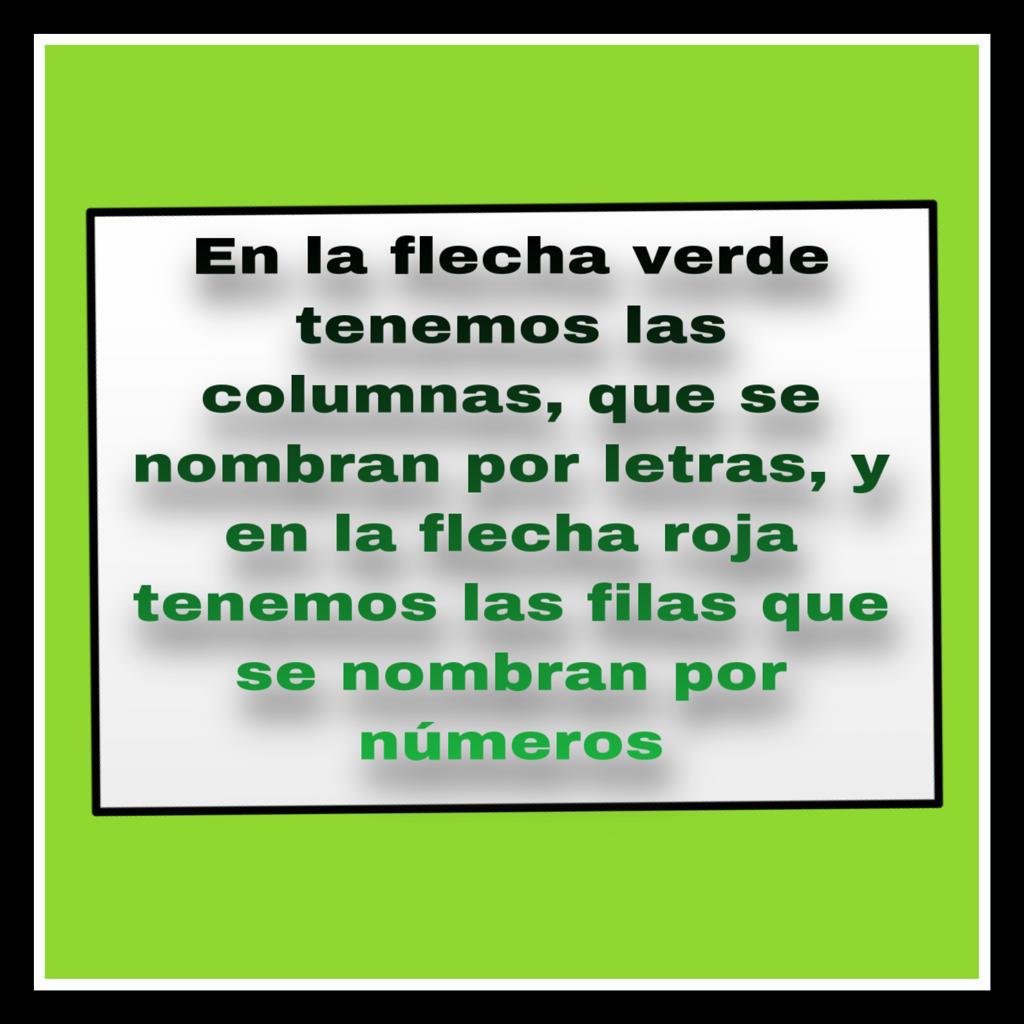 En la flecha verde
tenemos las
columnas, que se
nombran por letras, y
en la flecha roja
tenemos las filas que
se nombran por
números